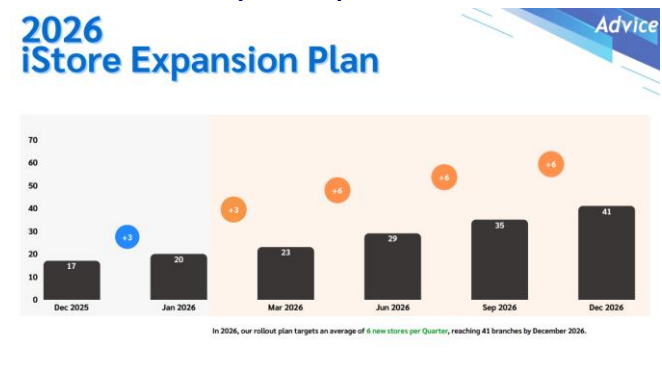 2026
iStore Expansion Plan
Advice
70
60
50
40
30
20
10
0
+3
+3
+6
+6
+6
17
20
23
29
35
41
Dec 2025
Jan 2026
Mar 2026
Jun 2026
Sep 2026
Dec 2026
In 2026, our rollout plan targets an average of 6 new stores per Quarter, reaching 41 branches by December 2026.